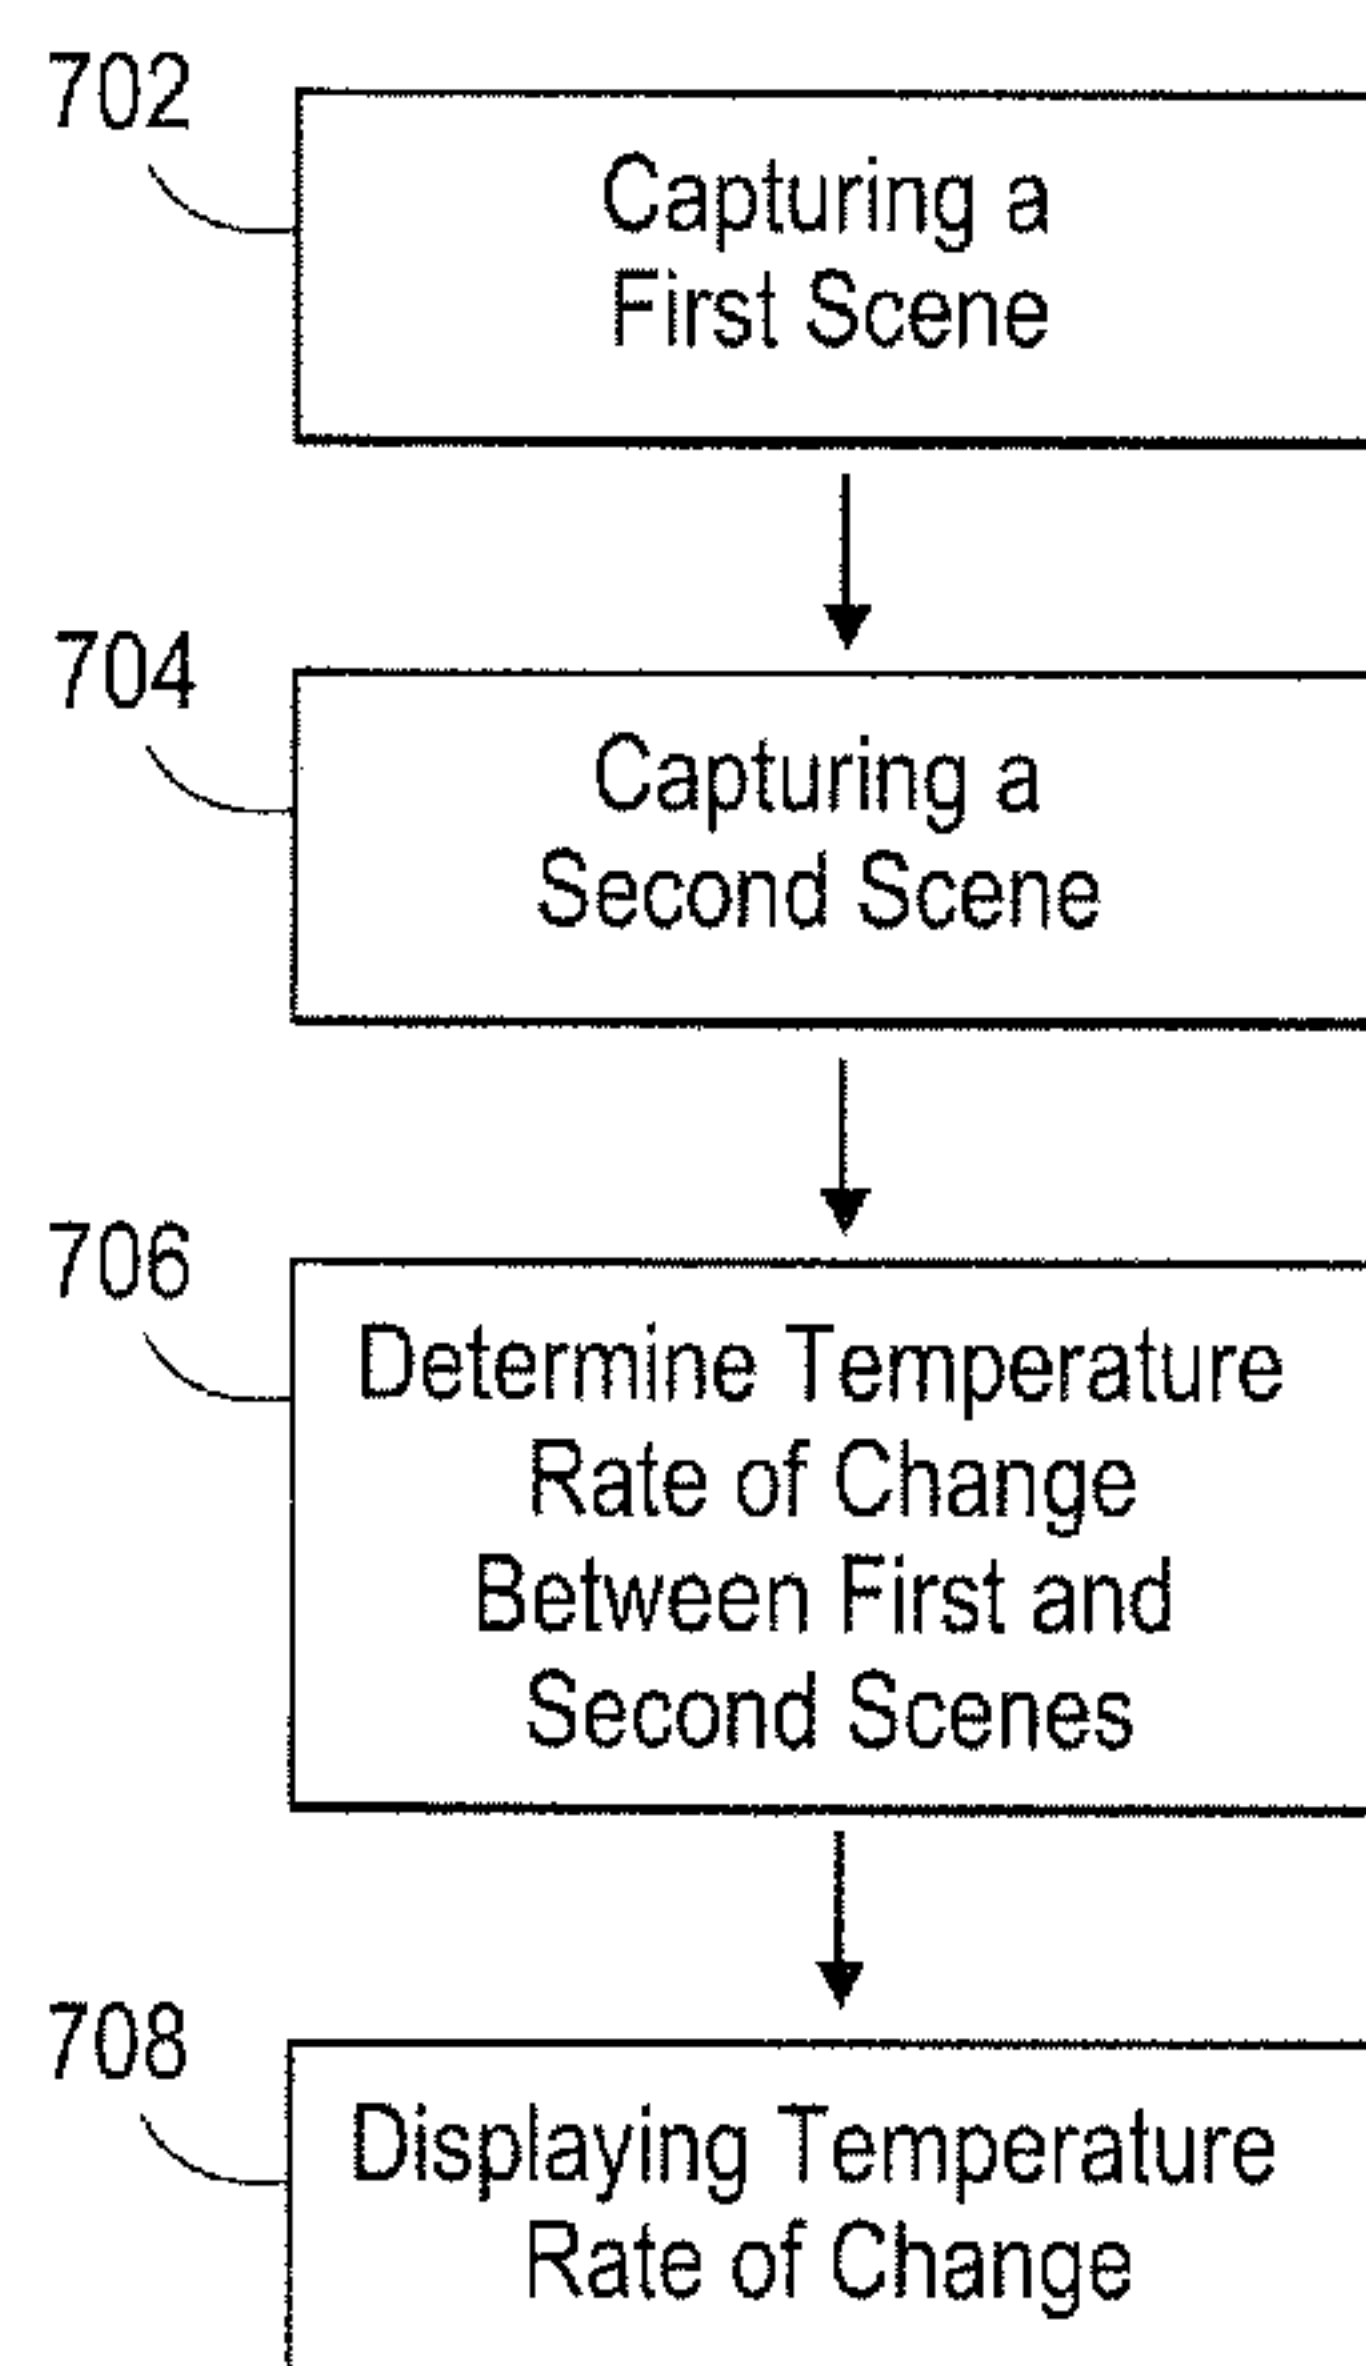 702
Capturing a
First Scene
704
Capturing a
Second Scene
706
Determine Temperature
Rate of Change
Between First and
Second Scenes
708
Displaying Temperature
Rate of Change